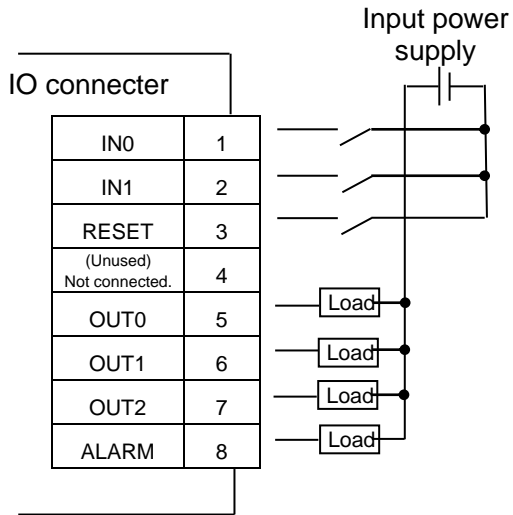 Input power
supply
IO connecter
IN0 1
IN1 2
RESET 3
(Unused)
Not connected. 4
OUT0 5
OUT1 6
OUT2 7
ALARM 8
Load
Load
Load
Load